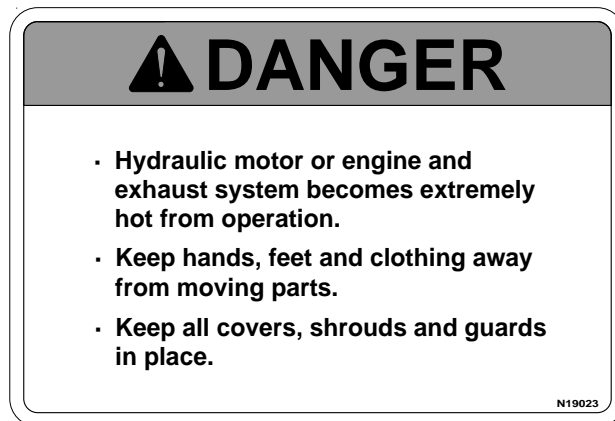 DANGER
· Hydraulic motor or engine and
exhaust system becomes extremely
hot from operation.
· Keep hands, feet and clothing away
from moving parts.
· Keep all covers, shrouds and guards
in place.
N19023